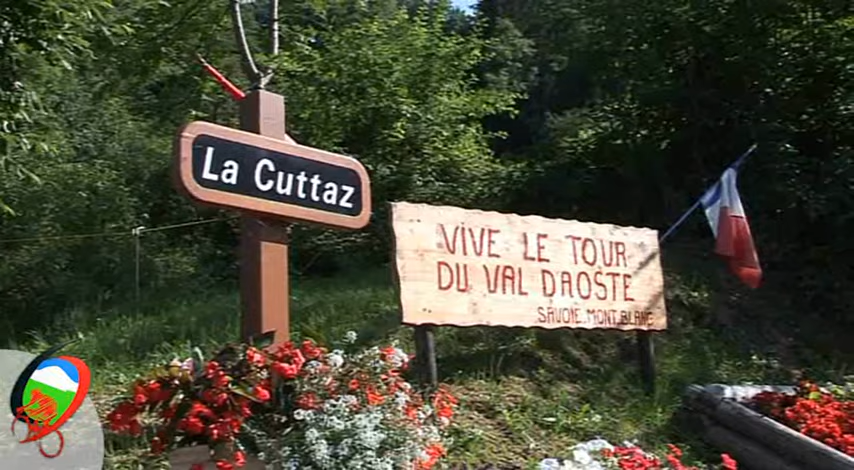 La Cuttaz
VIVE LE TOUR
DU VAL D'AOSTE
SAVOIE MONT BLANC